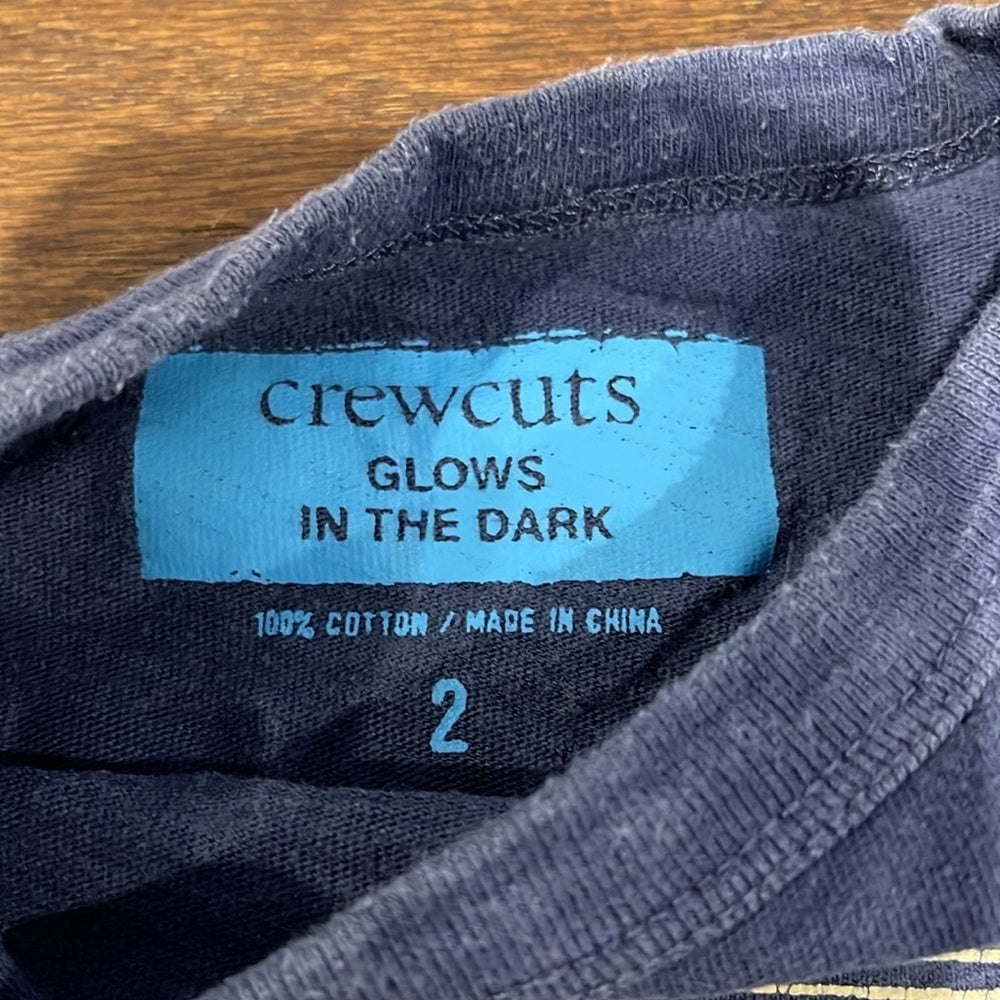 crewcuts
GLOWS
IN THE DARK
100% COTTON / MADE IN CHINA
2